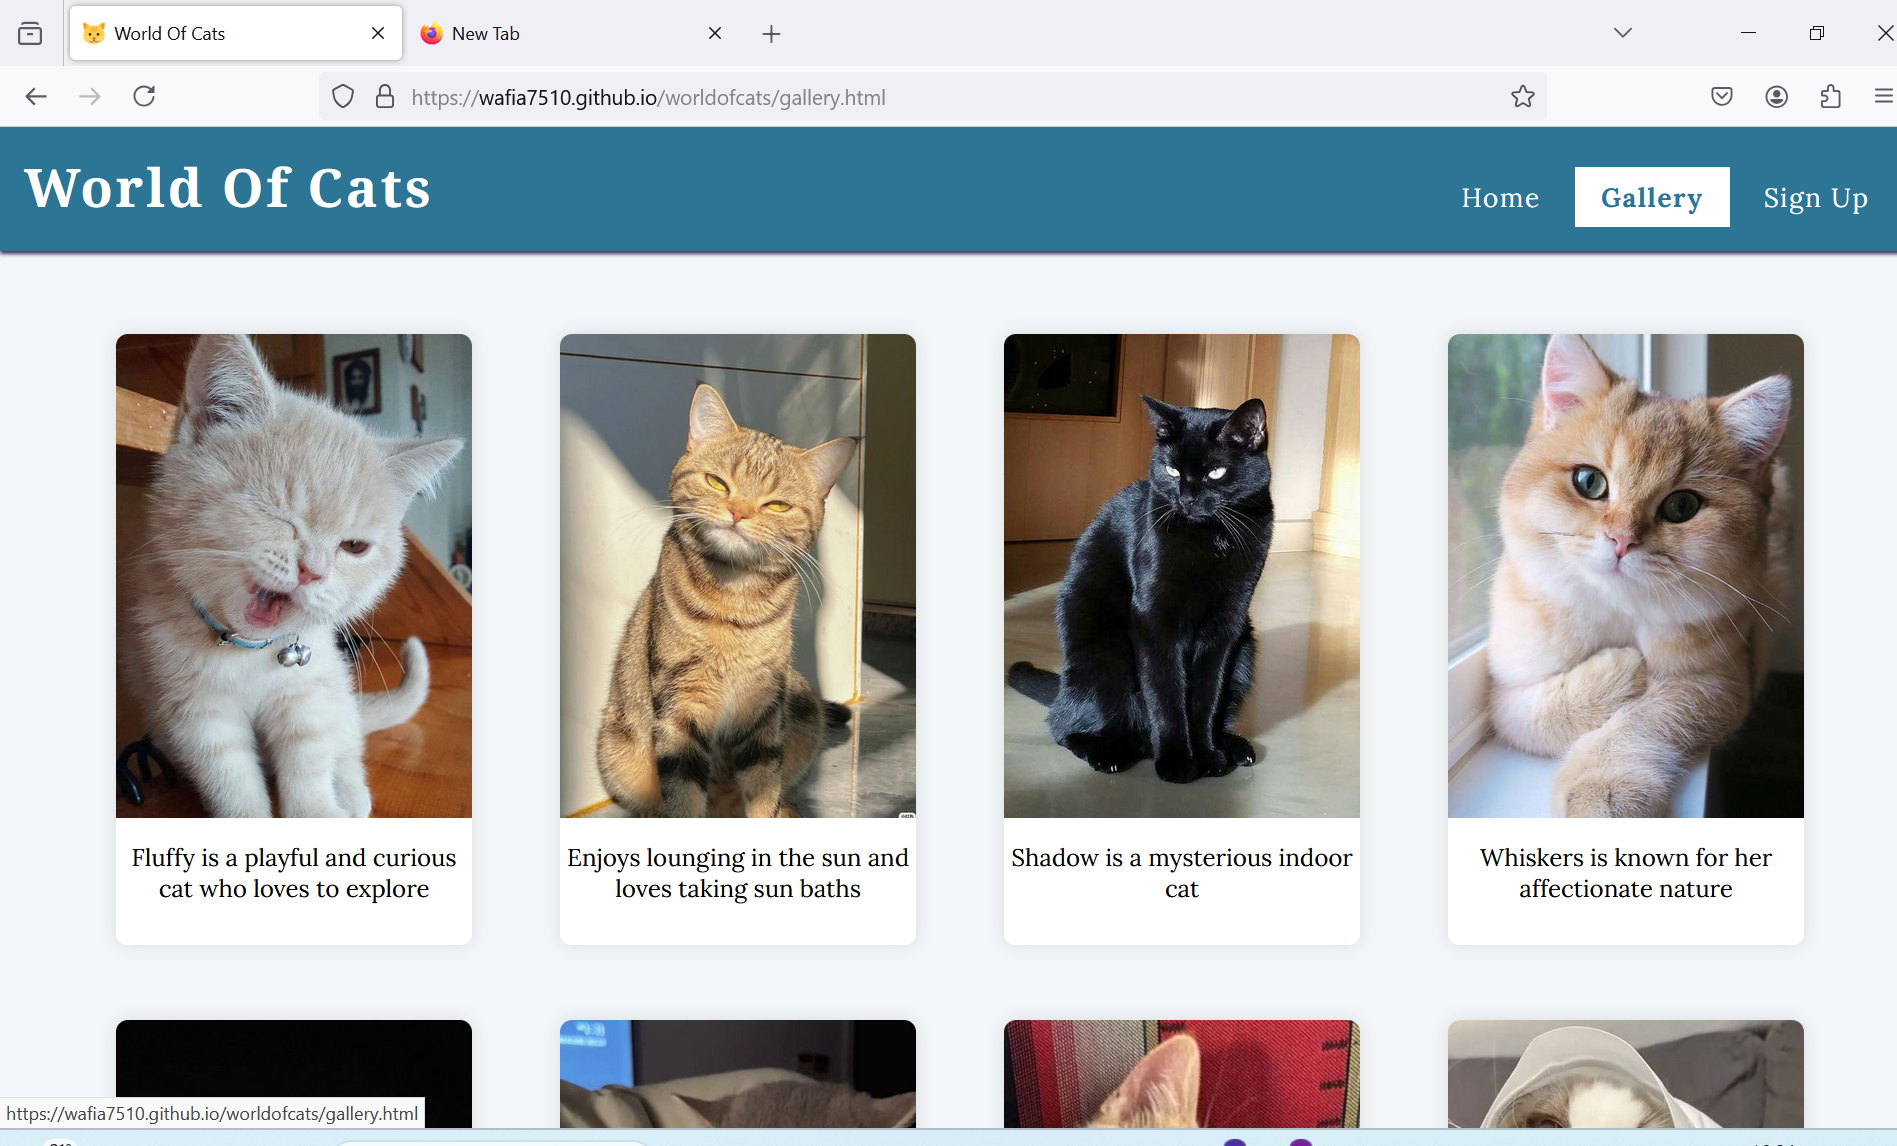 World Of Cats
New Tab
https://wafia7510.github.io/worldofcats/gallery.html
World Of Cats
Home
Gallery
Sign Up
Fluffy is a playful and curious
cat who loves to explore
Enjoys lounging in the sun and
loves taking sun baths
Shadow is a mysterious indoor
cat
Whiskers is known for her
affectionate nature
https://wafia7510.github.io/worldofcats/gallery.html